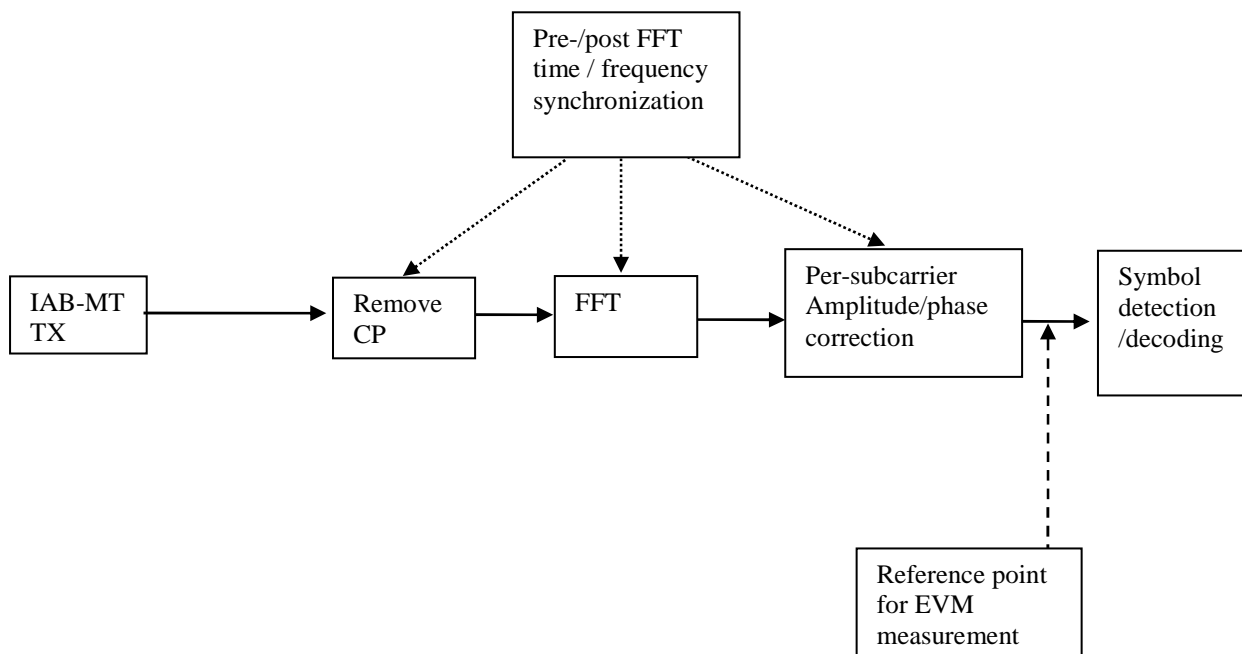 Pre-/post FFT
time / frequency
synchronization
IAB-MT
TX
Remove
CP
FFT
Per-subcarrier
Amplitude/phase
correction
Symbol
detection
/decoding
Reference point
for EVM
measurement